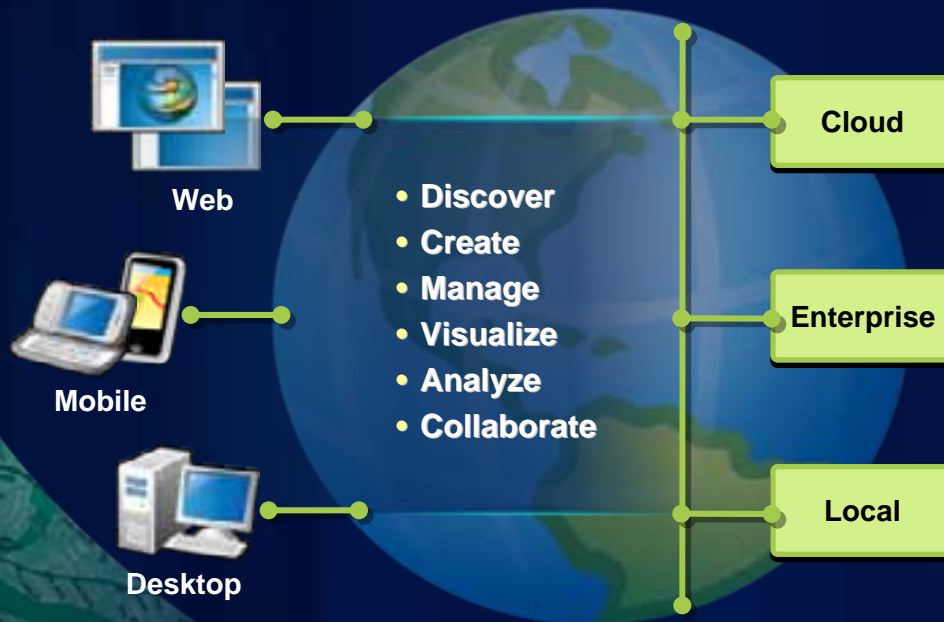 Web
Mobile
Desktop
• Discover
• Create
• Manage
• Visualize
• Analyze
• Collaborate
Cloud
Enterprise
Local